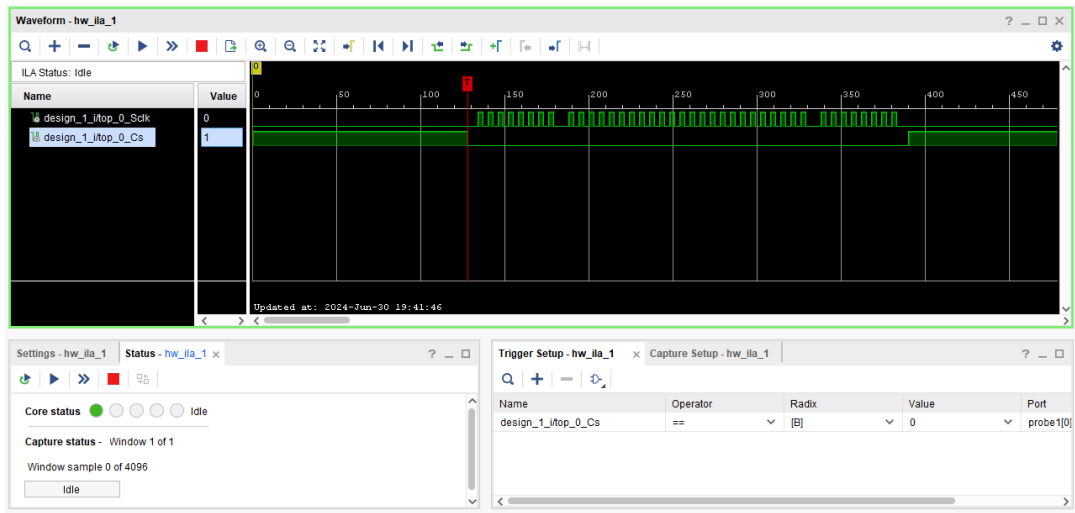 Waveform - hw_ila_1
ILA Status: Idle
Name Value
0
T
0 50 100 150 200 250 300 350 400 450
design_1_i/top_0_Sclk 0
design_1_i/top_0_Cs 1
Updated at: 2024-Jun-30 19:41:46
Settings - hw_ila_1 Status - hw_ila_1
Core status Idle
Capture status - Window 1 of 1
Window sample 0 of 4096
Idle
Trigger Setup - hw_ila_1 Capture Setup - hw_ila_1
Name Operator Radix Value Port
design_1_i/top_0_Cs == [B] 0 probe1[0]